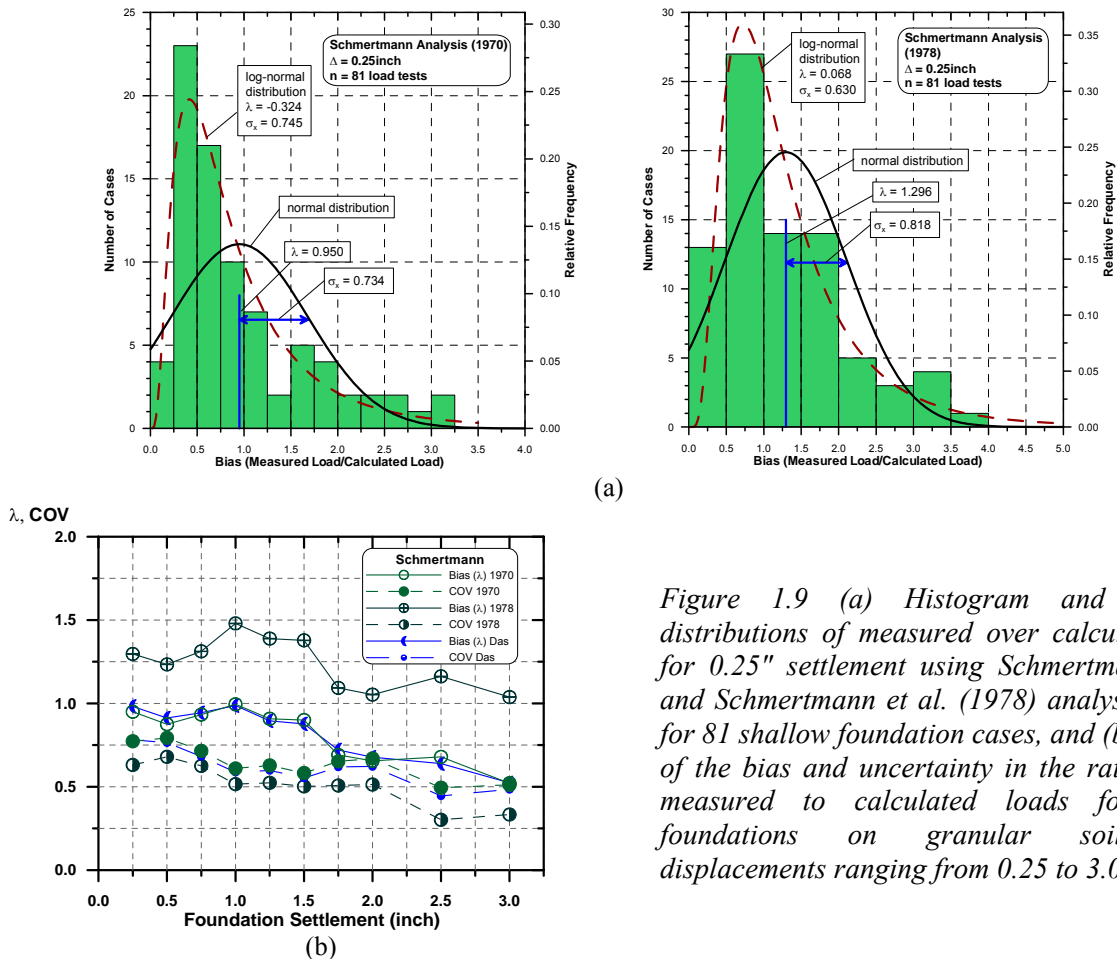 25
20
15
10
5
0
Number of Cases
0.30
0.25
0.20
0.15
0.10
0.05
0.00
Relative Frequency
Schmertmann Analysis (1970)
Δ = 0.25inch
n = 81 load tests
log-normal
distribution
λ = -0.324
σx = 0.745
normal distribution
λ = 0.950
σx = 0.734
0.0 0.5 1.0 1.5 2.0 2.5 3.0 3.5 4.0
Bias (Measured Load/Calculated Load)
30
25
20
15
10
5
0
Number of Cases
0.35
0.30
0.25
0.20
0.15
0.10
0.05
0.00
Relative Frequency
Schmertmann Analysis
(1978)
Δ = 0.25inch
n = 81 load tests
log-normal
distribution
λ = 0.068
σx = 0.630
normal distribution
λ = 1.296
σx = 0.818
0.0 0.5 1.0 1.5 2.0 2.5 3.0 3.5 4.0 4.5 5.0
Bias (Measured Load/Calculated Load)
(a)
λ, COV
2.0
1.5
1.0
0.5
0.0
Schmertmann
Bias (λ) 1970
COV 1970
Bias (λ) 1978
COV 1978
Bias (λ) Das
COV Das
0.0 0.5 1.0 1.5 2.0 2.5 3.0
Foundation Settlement (inch)
(b)
Figure 1.9 (a) Histogram and
distributions of measured over calcu
for 0.25" settlement using Schmertm
and Schmertmann et al. (1978) analys
for 81 shallow foundation cases, and (b
of the bias and uncertainty in the rat
measured to calculated loads fo
foundations on granular soil
displacements ranging from 0.25 to 3.0